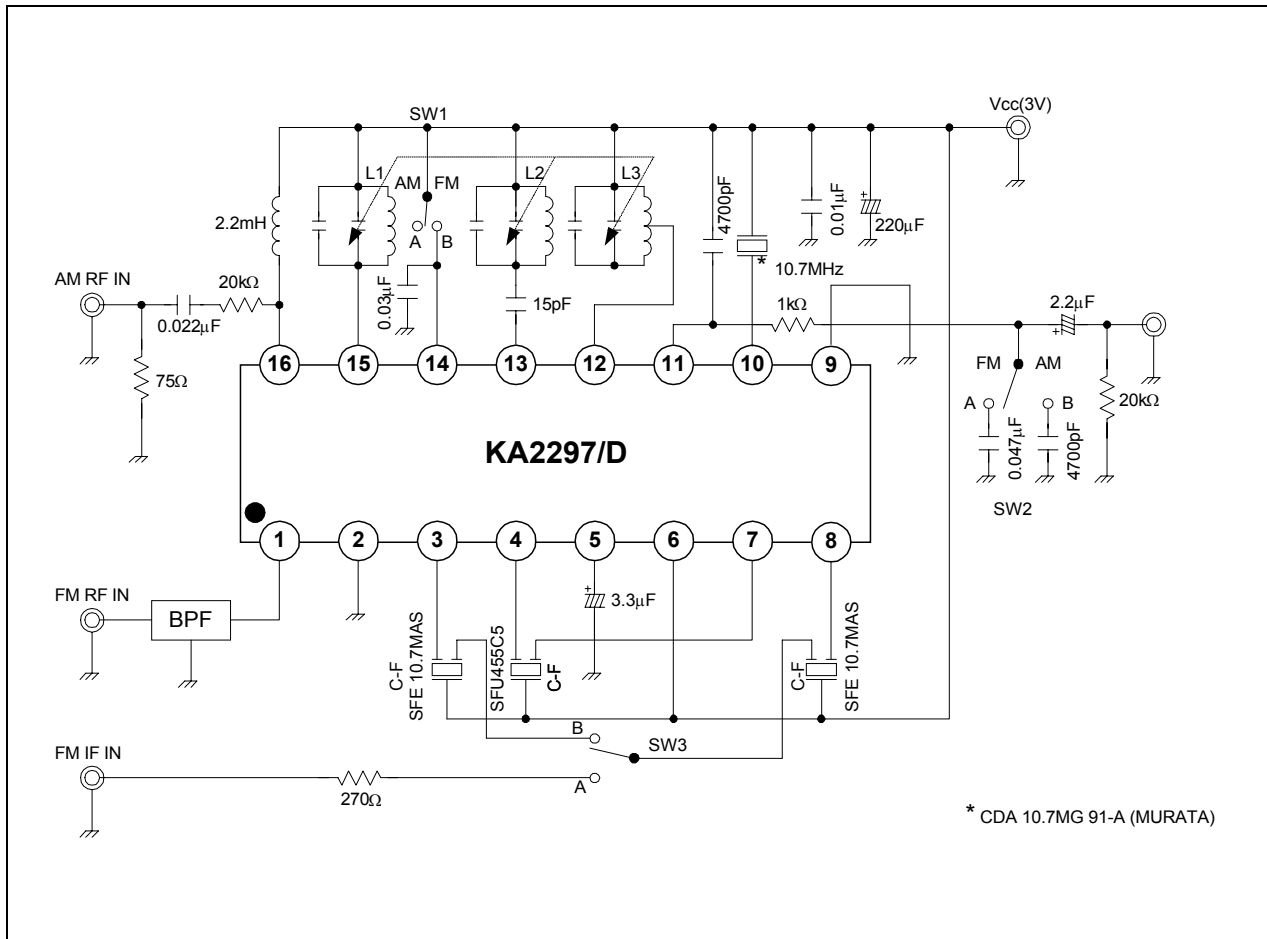 Vcc(3V)
SW1
L1
L2
L3
AM FM
A
B
2.2mH
4700pF
0.01µF
+
220µF
* 10.7MHz
AM RF IN
20kΩ
0.022µF
0.03µF
15pF
1kΩ
2.2µF
+
75Ω
16
15
14
13
12
11
10
9
FM AM
A
B
20kΩ
0.047µF
4700pF
SW2
KA2297/D
1
2
3
4
5
6
7
8
FM RF IN
BPF
+
3.3µF
C-F
SFE 10.7MAS
SFU455C5
C-F
C-F
SFE 10.7MAS
B
SW3
A
FM IF IN
270Ω
* CDA 10.7MG 91-A (MURATA)